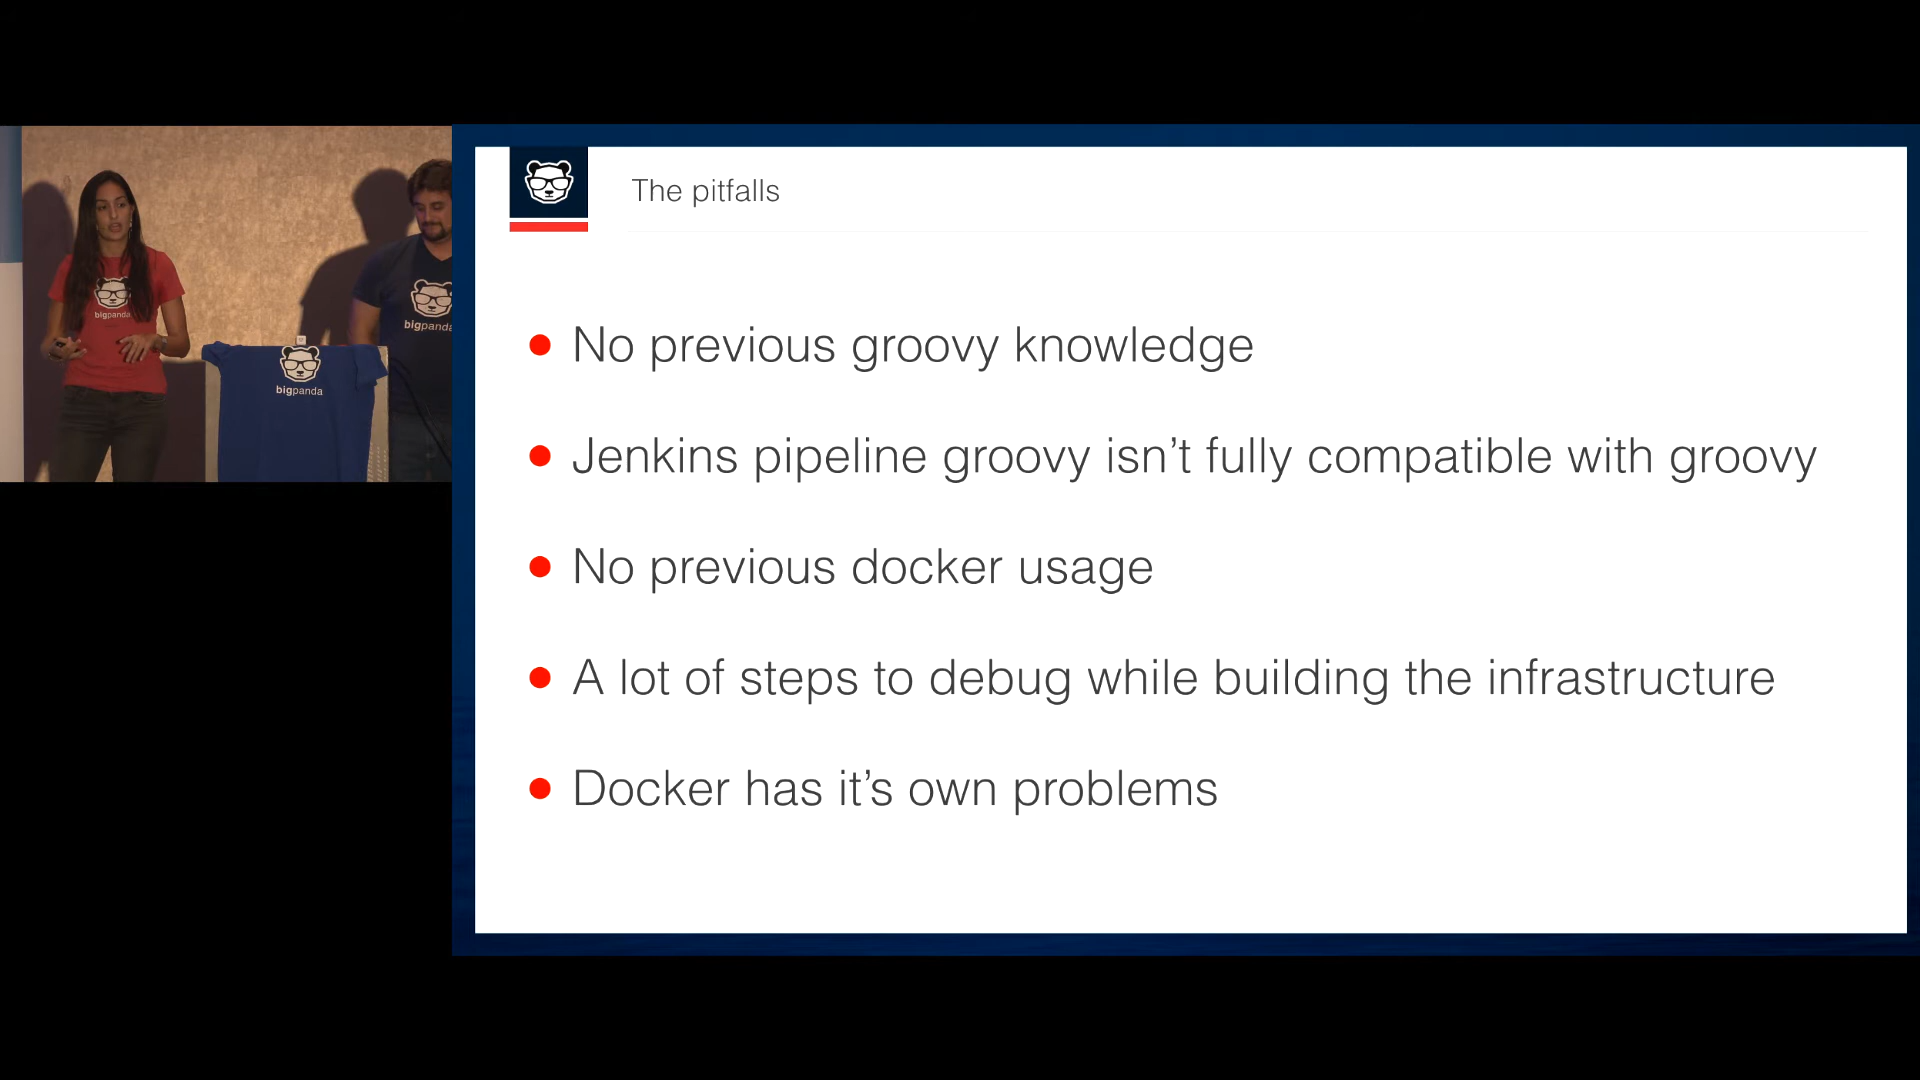 The pitfalls
No previous groovy knowledge
Jenkins pipeline groovy isn’t fully compatible with groovy
No previous docker usage
A lot of steps to debug while building the infrastructure
Docker has it’s own problems
bigpanda
bigpanda
bigpanda